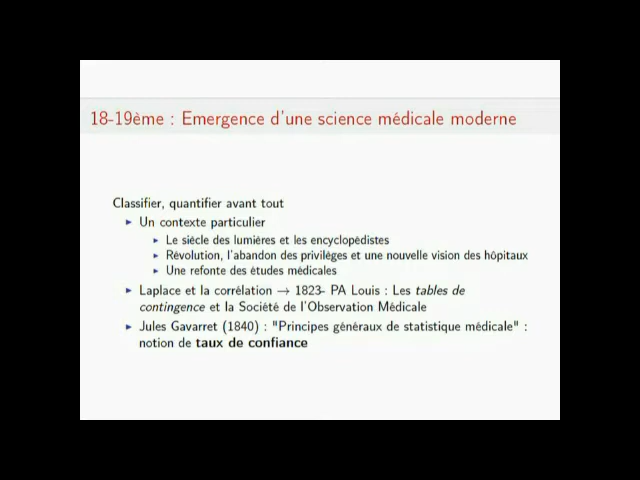 18-19ème : Emergence d'une science médicale moderne
Classifier, quantifier avant tout
▶ Un contexte particulier
▶ Le siècle des lumières et les encyclopédistes
▶ Révolution, l'abandon des privilèges et une nouvelle vision des hôpitaux
▶ Une refonte des études médicales
▶ Laplace et la corrélation → 1823- PA Louis : Les tables de
contingence et la Société de l'Observation Médicale
▶ Jules Gavarret (1840) : "Principes généraux de statistique médicale" :
notion de taux de confiance